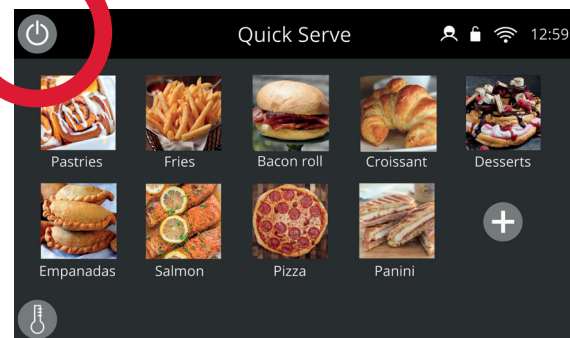 Quick Serve 12:59
Pastries Fries Bacon roll Croissant Desserts
Empanadas Salmon Pizza Panini